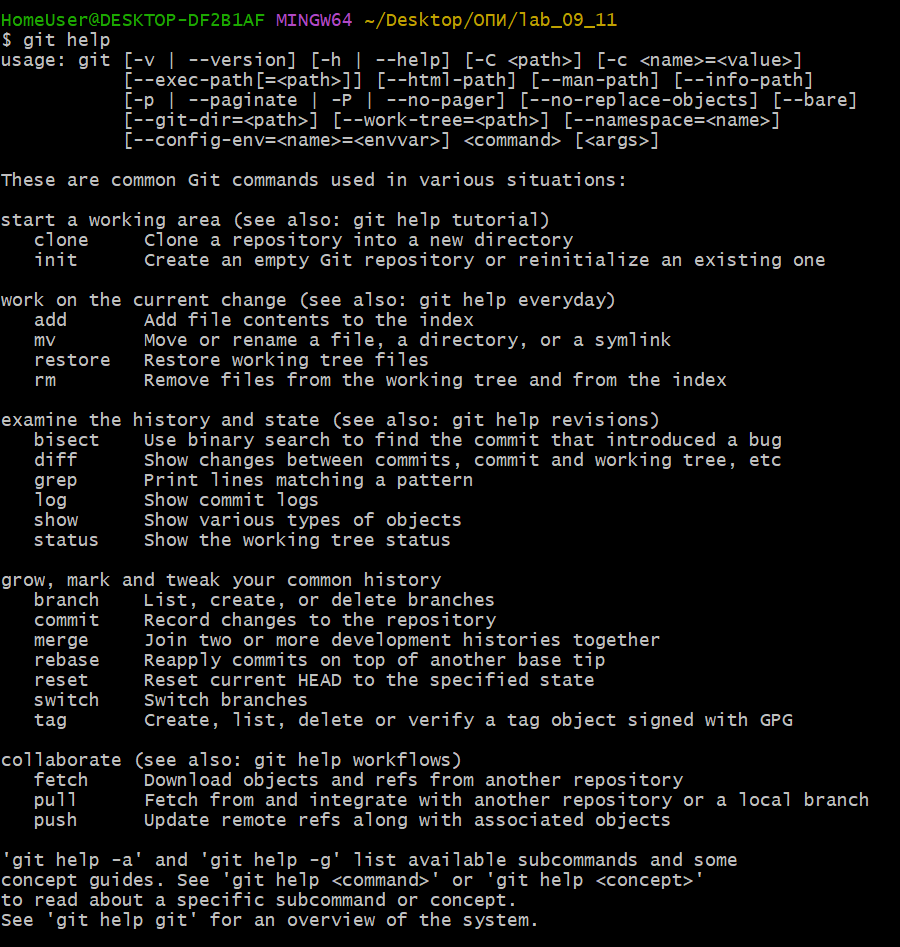 HomeUser@DESKTOP-DF2B1AF MINGW64 ~/Desktop/ОПИ/lab_09_11
$ git help
usage: git [-v | --version] [-h | --help] [-C <path>] [-c <name>=<value>]
           [--exec-path[=<path>]] [--html-path] [--man-path] [--info-path]
           [-p | --paginate | -P | --no-pager] [--no-replace-objects] [--bare]
           [--git-dir=<path>] [--work-tree=<path>] [--namespace=<name>]
           [--config-env=<name>=<envvar>] <command> [<args>]

These are common Git commands used in various situations:

start a working area (see also: git help tutorial)
   clone     Clone a repository into a new directory
   init      Create an empty Git repository or reinitialize an existing one

work on the current change (see also: git help everyday)
   add       Add file contents to the index
   mv        Move or rename a file, a directory, or a symlink
   restore   Restore working tree files
   rm        Remove files from the working tree and from the index

examine the history and state (see also: git help revisions)
   bisect    Use binary search to find the commit that introduced a bug
   diff      Show changes between commits, commit and working tree, etc
   grep      Print lines matching a pattern
   log       Show commit logs
   show      Show various types of objects
   status    Show the working tree status

grow, mark and tweak your common history
   branch    List, create, or delete branches
   commit    Record changes to the repository
   merge     Join two or more development histories together
   rebase    Reapply commits on top of another base tip
   reset     Reset current HEAD to the specified state
   switch    Switch branches
   tag       Create, list, delete or verify a tag object signed with GPG

collaborate (see also: git help workflows)
   fetch     Download objects and refs from another repository
   pull      Fetch from and integrate with another repository or a local branch
   push      Update remote refs along with associated objects

'git help -a' and 'git help -g' list available subcommands and some
concept guides. See 'git help <command>' or 'git help <concept>'
to read about a specific subcommand or concept.
See 'git help git' for an overview of the system.